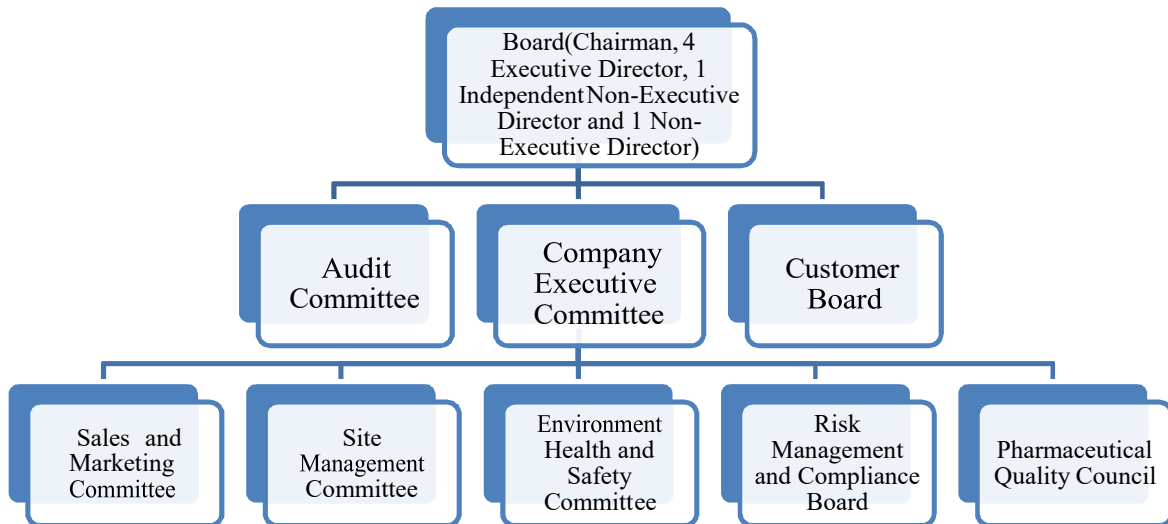 Board(Chairman, 4
Executive Director, 1
Independent Non-Executive
Director and 1 Non-
Executive Director)
Audit
Committee
Company
Executive
Committee
Customer
Board
Sales and
Marketing
Committee
Site
Management
Committee
Environment
Health and
Safety
Committee
Risk
Management
and Compliance
Board
Pharmaceutical
Quality Council